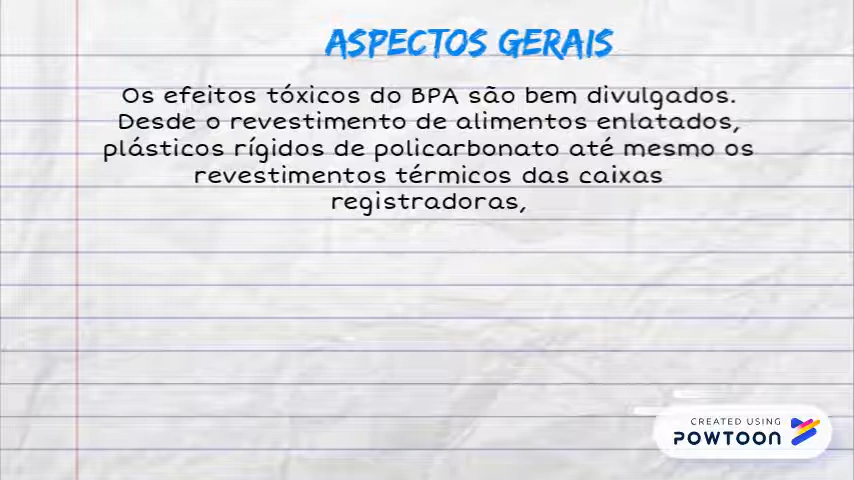 ASPECTOS GERAIS
Os efeitos tóxicos do BPA são bem divulgados.
Desde o revestimento de alimentos enlatados,
plásticos rígidos de policarbonato até mesmo os
revestimentos térmicos das caixas
registradoras,
CREATED USING
POWTOON